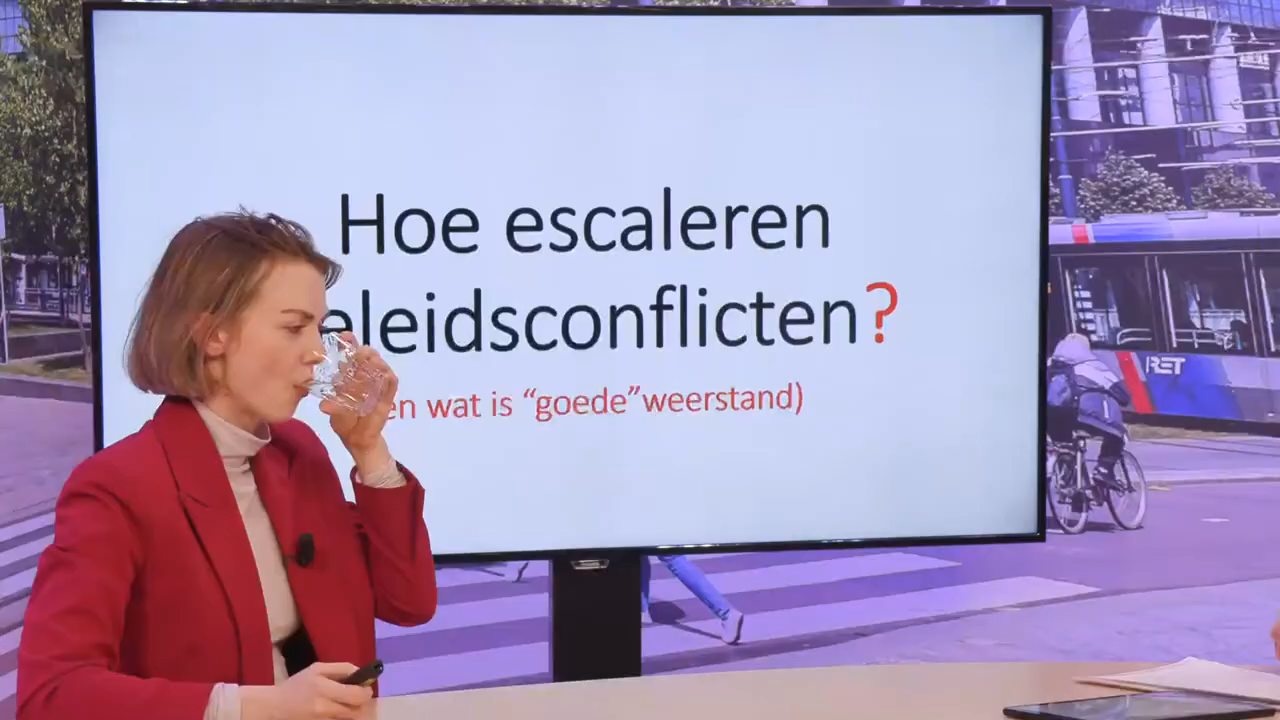 Hoe escaleren
eleidsconflicten?
en wat is “goede”weerstand)
RET